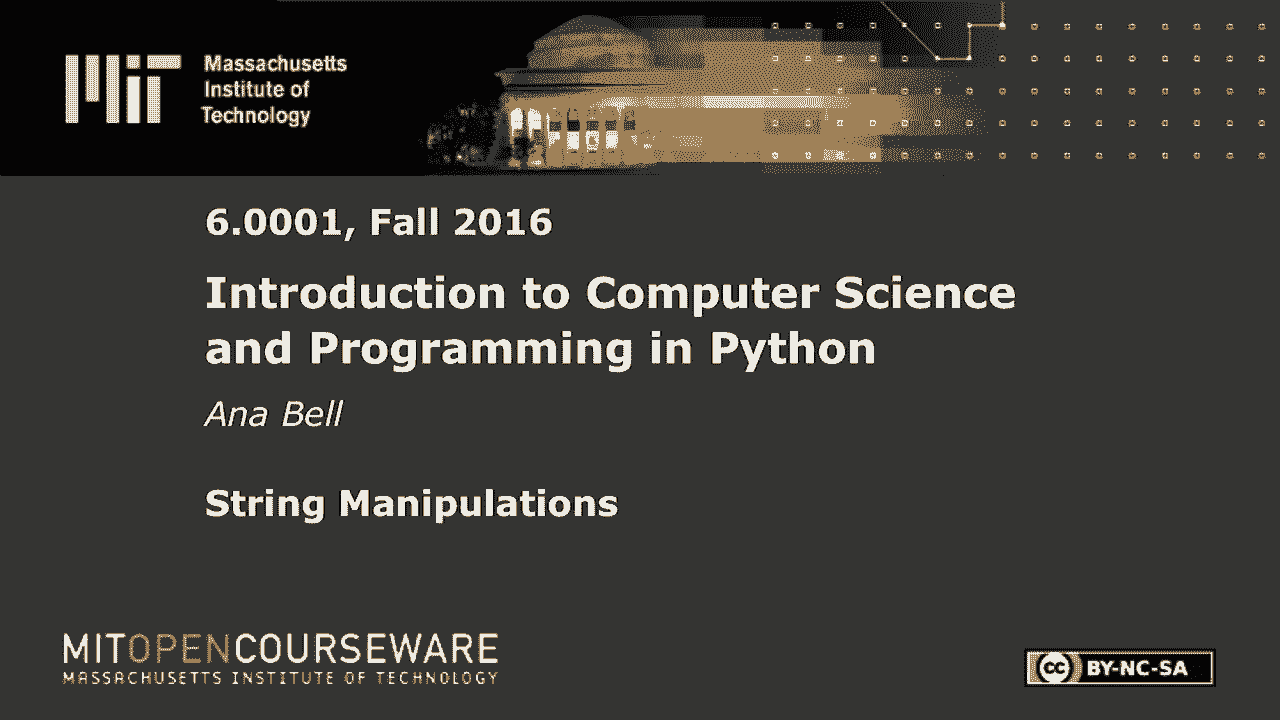 Massachusetts
Institute of
Technology
6.0001, Fall 2016
Introduction to Computer Science
and Programming in Python
Ana Bell
String Manipulations
MITOPENCOURSEWARE
MASSACHUSETTS INSTITUTE OF TECHNOLOGY
cc BY-NC-SA